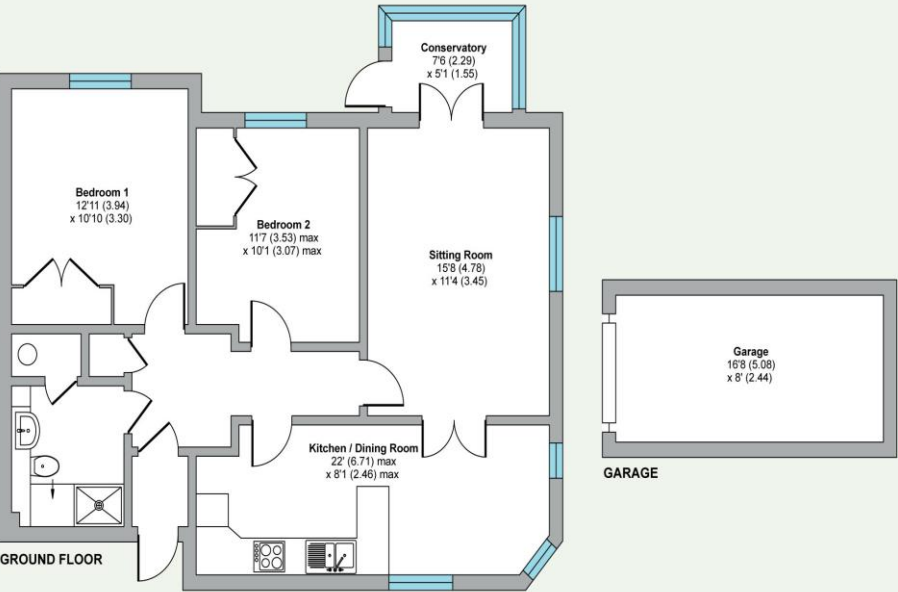 Conservatory
7'6 (2.29)
x 5'1 (1.55)
Bedroom 1
12'11 (3.94)
x 10'10 (3.30)
Bedroom 2
11'7 (3.53) max
x 10'1 (3.07) max
Sitting Room
15'8 (4.78)
x 11'4 (3.45)
Garage
16'8 (5.08)
x 8' (2.44)
Kitchen / Dining Room
22' (6.71) max
x 8'1 (2.46) max
GARAGE
GROUND FLOOR